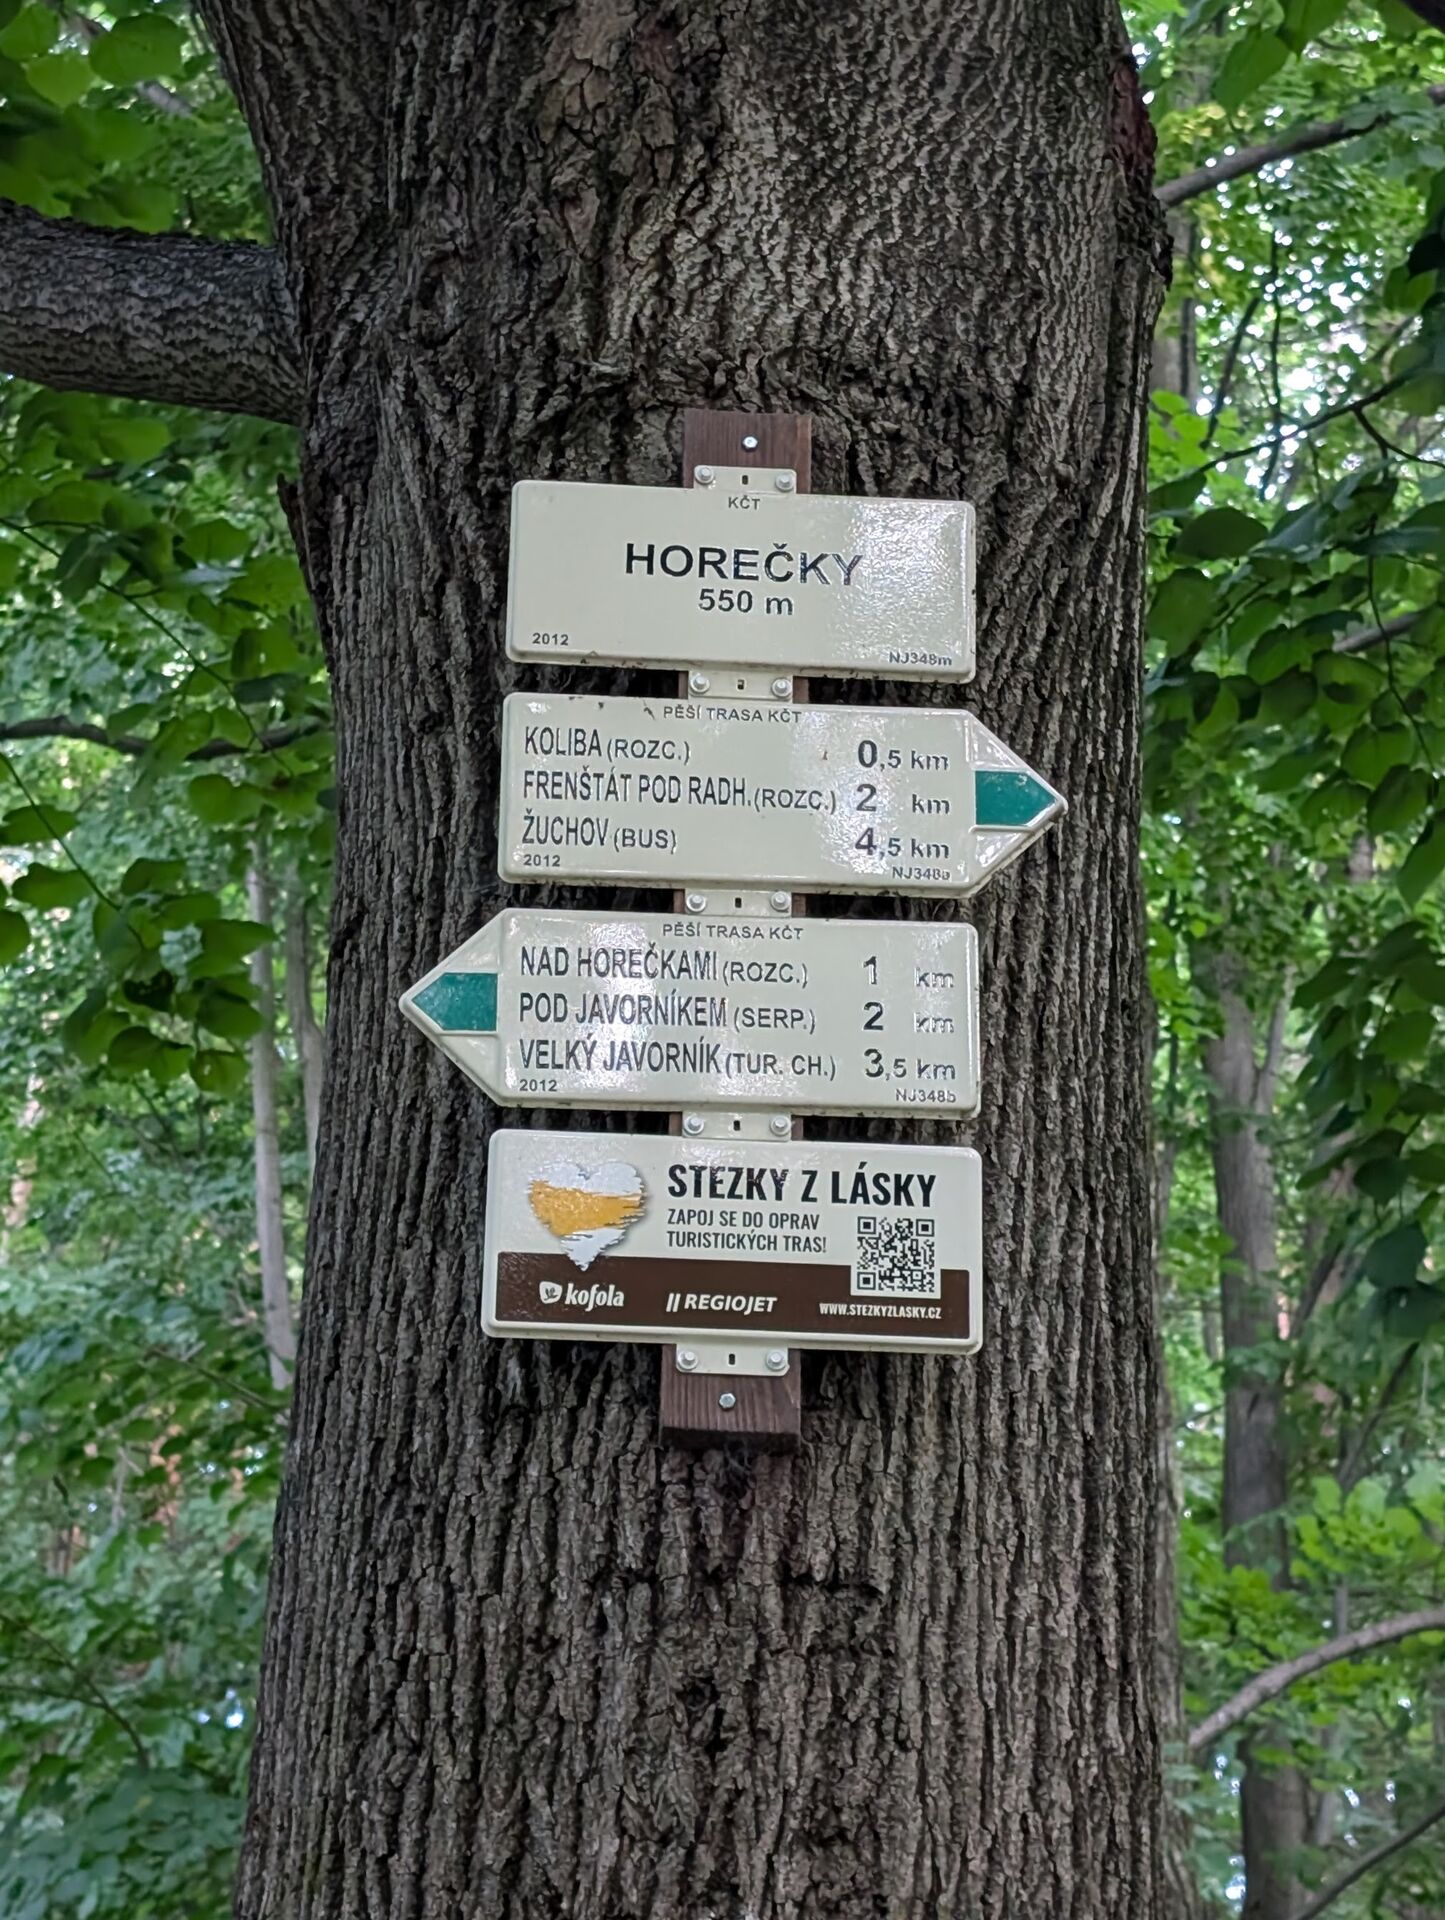 KČT
HOREČKY
550 m
2012 NJ348m
PĚŠÍ TRASA KČT
KOLIBA (ROZC.) 0,5 km
FRENŠTÁT POD RADH. (ROZC.) 2 km
ŽUCHOV (BUS) 4,5 km
2012 NJ348a
PĚŠÍ TRASA KČT
NAD HOREČKAMI (ROZC.) 1 km
POD JAVORNÍKEM (SERP.) 2 km
VELKÝ JAVORNÍK (TUR. CH.) 3,5 km
2012 NJ348b
STEZKY Z LÁSKY
ZAPOJ SE DO OPRAV
TURISTICKÝCH TRAS!
kofola REGIOJET WWW.STEZKYZLASKY.CZ